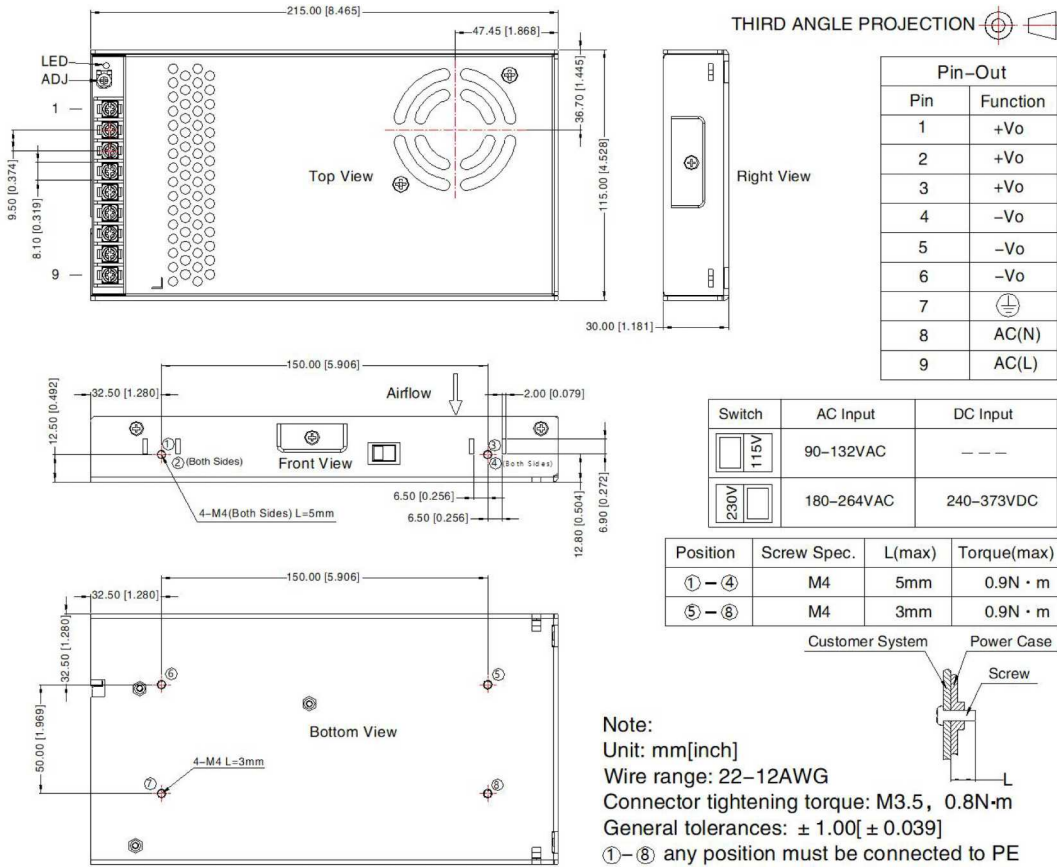 215.00 [8.465]
47.45 [1.868]
THIRD ANGLE PROJECTION
LED
ADJ
1
9
9.50 [0.374]
8.10 [0.319]
Top View
36.70 [1.445]
115.00 [4.528]
Right View
30.00 [1.181]
Pin-Out
Pin Function
1 +Vo
2 +Vo
3 +Vo
4 -Vo
5 -Vo
6 -Vo
7
8 AC(N)
9 AC(L)
150.00 [5.906]
32.50 [1.280]
Airflow
2.00 [0.079]
12.50 [0.492]
①
② (Both Sides)
Front View
③
④ (Both Sides)
6.50 [0.256]
6.50 [0.256]
12.80 [0.504]
6.90 [0.272]
4-M4(Both Sides) L=5mm
Switch AC Input DC Input
115V 90-132VAC ---
230V 180-264VAC 240-373VDC
Position Screw Spec. L(max) Torque(max)
①-④ M4 5mm 0.9N·m
⑤-⑧ M4 3mm 0.9N·m
150.00 [5.906]
32.50 [1.280]
32.50 [1.280]
50.00 [1.969]
⑥
⑤
Bottom View
4-M4 L=3mm
⑦
⑧
Customer System
Power Case
Screw
L
Note:
Unit: mm[inch]
Wire range: 22-12AWG
Connector tightening torque: M3.5, 0.8N·m
General tolerances: ±1.00[±0.039]
①-⑧ any position must be connected to PE